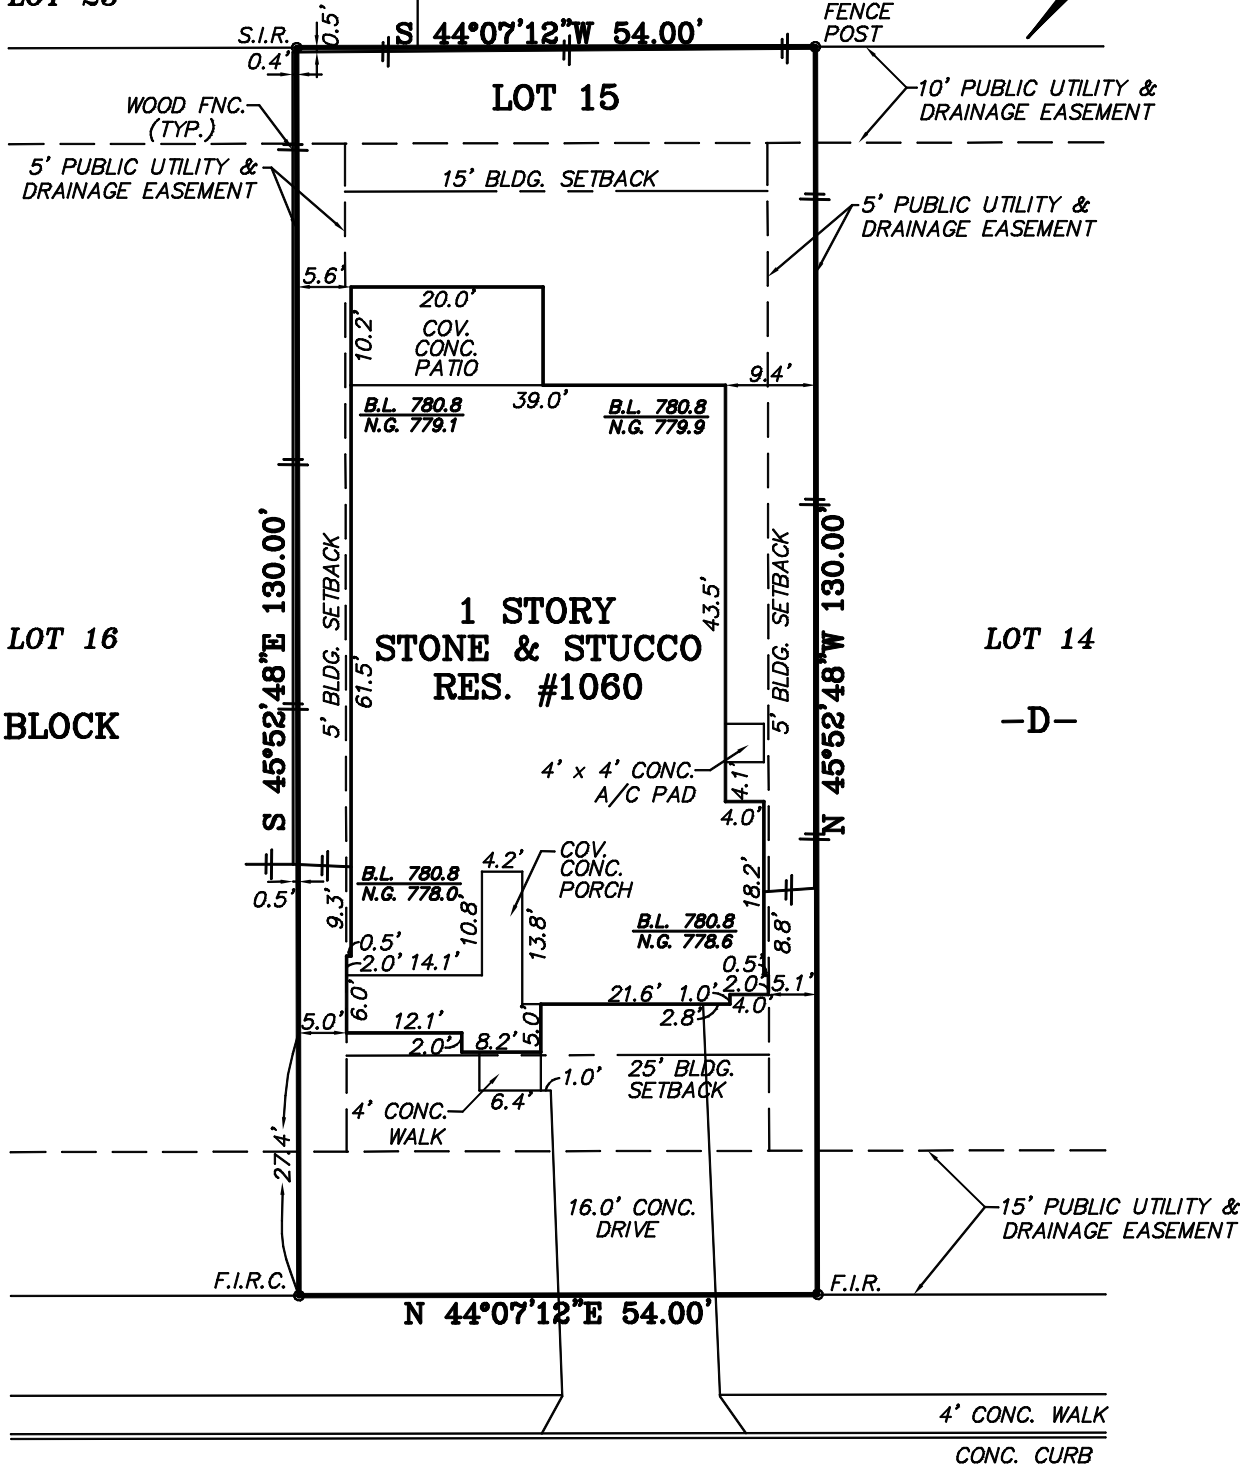 LOT 23
0.5'
S 44°07'12"W 54.00'
FENCE
POST
S.I.R.
0.4'
LOT 15
10' PUBLIC UTILITY &
DRAINAGE EASEMENT
WOOD FNC.
(TYP.)
5' PUBLIC UTILITY &
DRAINAGE EASEMENT
15' BLDG. SETBACK
5' PUBLIC UTILITY &
DRAINAGE EASEMENT
5.6'
20.0'
10.2'
COV.
CONC.
PATIO
9.4'
39.0'
B.L. 780.8
N.G. 779.1
B.L. 780.8
N.G. 779.9
S 45°52'48"E 130.00'
5' BLDG. SETBACK
61.5'
1 STORY
STONE & STUCCO
RES. #1060
43.5'
5' BLDG. SETBACK
N 45°52'48"W 130.00'
LOT 16
BLOCK
LOT 14
-D-
4' x 4' CONC.
A/C PAD
4.1'
4.0'
COV.
CONC.
PORCH
4.2'
B.L. 780.8
N.G. 778.0
0.5'
9.3'
10.8'
13.8'
18.2'
B.L. 780.8
N.G. 778.6
8.8'
0.5'
2.0'
14.1'
0.5'
2.0'
5.1'
6.0'
21.6'
1.0'
4.0'
2.8'
5.0'
12.1'
2.0'
8.2'
5.0'
25' BLDG.
SETBACK
1.0'
6.4'
4' CONC.
WALK
27.4'
16.0' CONC.
DRIVE
15' PUBLIC UTILITY &
DRAINAGE EASEMENT
F.I.R.C.
F.I.R.
N 44°07'12"E 54.00'
4' CONC. WALK
CONC. CURB